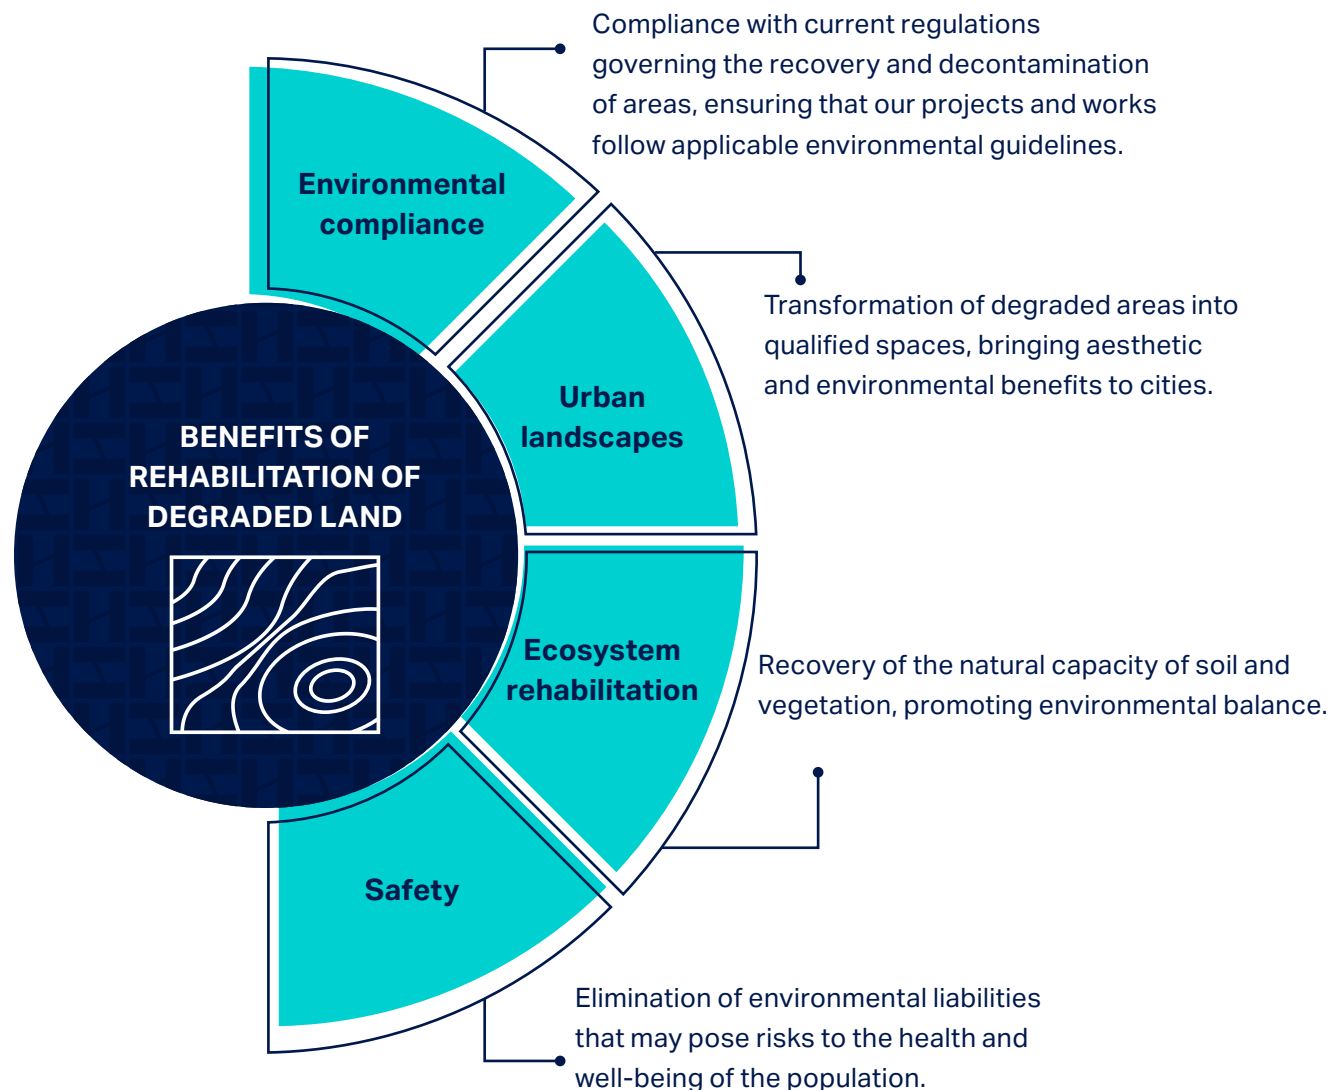 Compliance with current regulations
governing the recovery and decontamination
of areas, ensuring that our projects and works
follow applicable environmental guidelines.
Environmental
compliance
Transformation of degraded areas into
qualified spaces, bringing aesthetic
and environmental benefits to cities.
Urban
landscapes
BENEFITS OF
REHABILITATION OF
DEGRADED LAND
Ecosystem
rehabilitation
Recovery of the natural capacity of soil and
vegetation, promoting environmental balance.
Safety
Elimination of environmental liabilities
that may pose risks to the health and
well-being of the population.